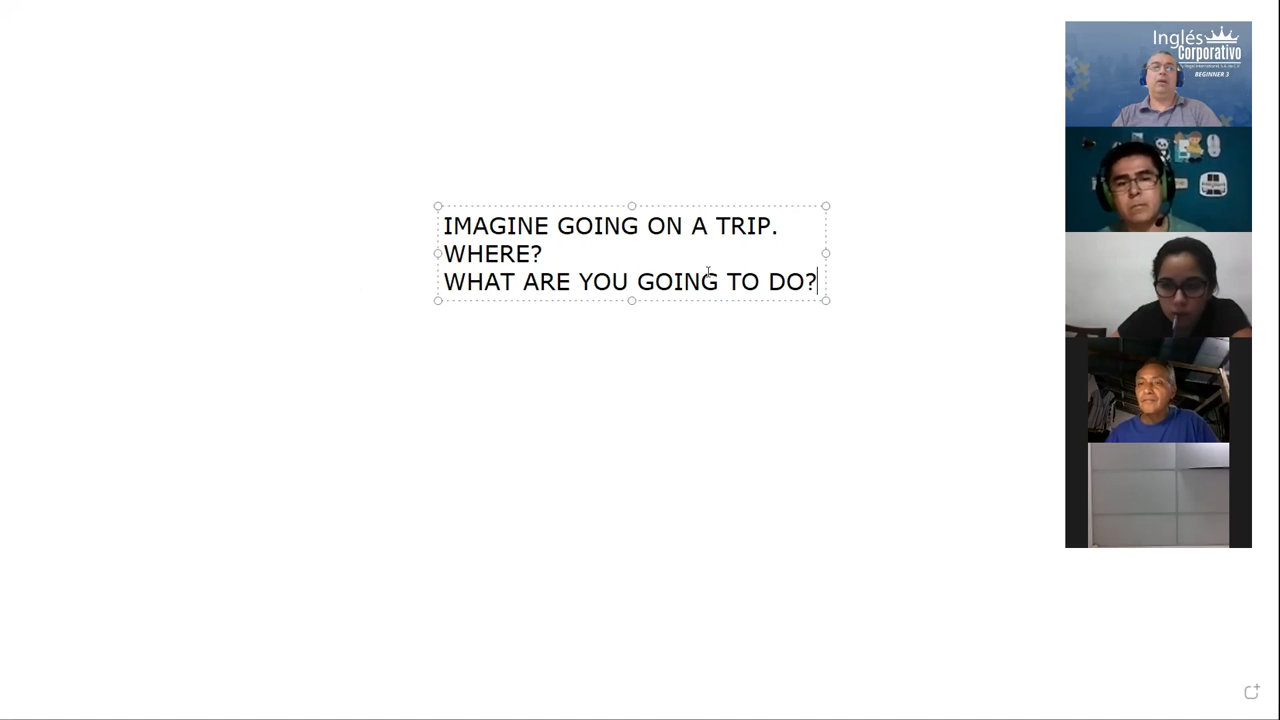 IMAGINE GOING ON A TRIP.
WHERE?
WHAT ARE YOU GOING TO DO?
Inglés
Corporativo
BEGINNER 3